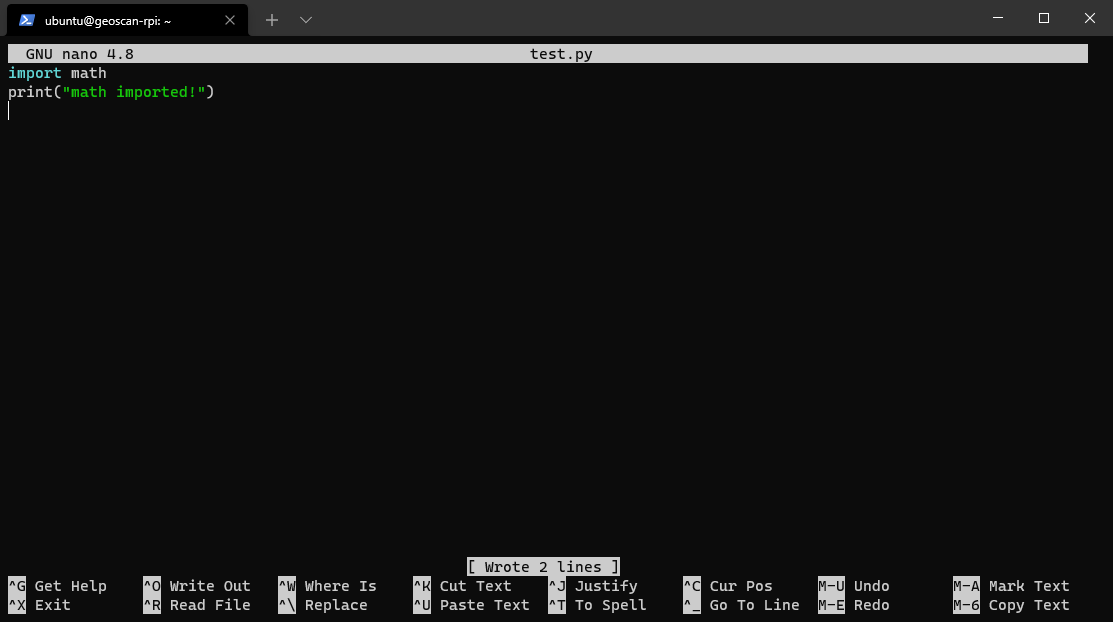 ubuntu@geoscan-rpi: ~
GNU nano 4.8 test.py
import math
print("math imported!")
[ Wrote 2 lines ]
^G Get Help ^O Write Out ^W Where Is ^K Cut Text ^J Justify ^C Cur Pos M-U Undo M-A Mark Text
^X Exit ^R Read File ^\ Replace ^U Paste Text ^T To Spell ^_ Go To Line M-E Redo M-6 Copy Text